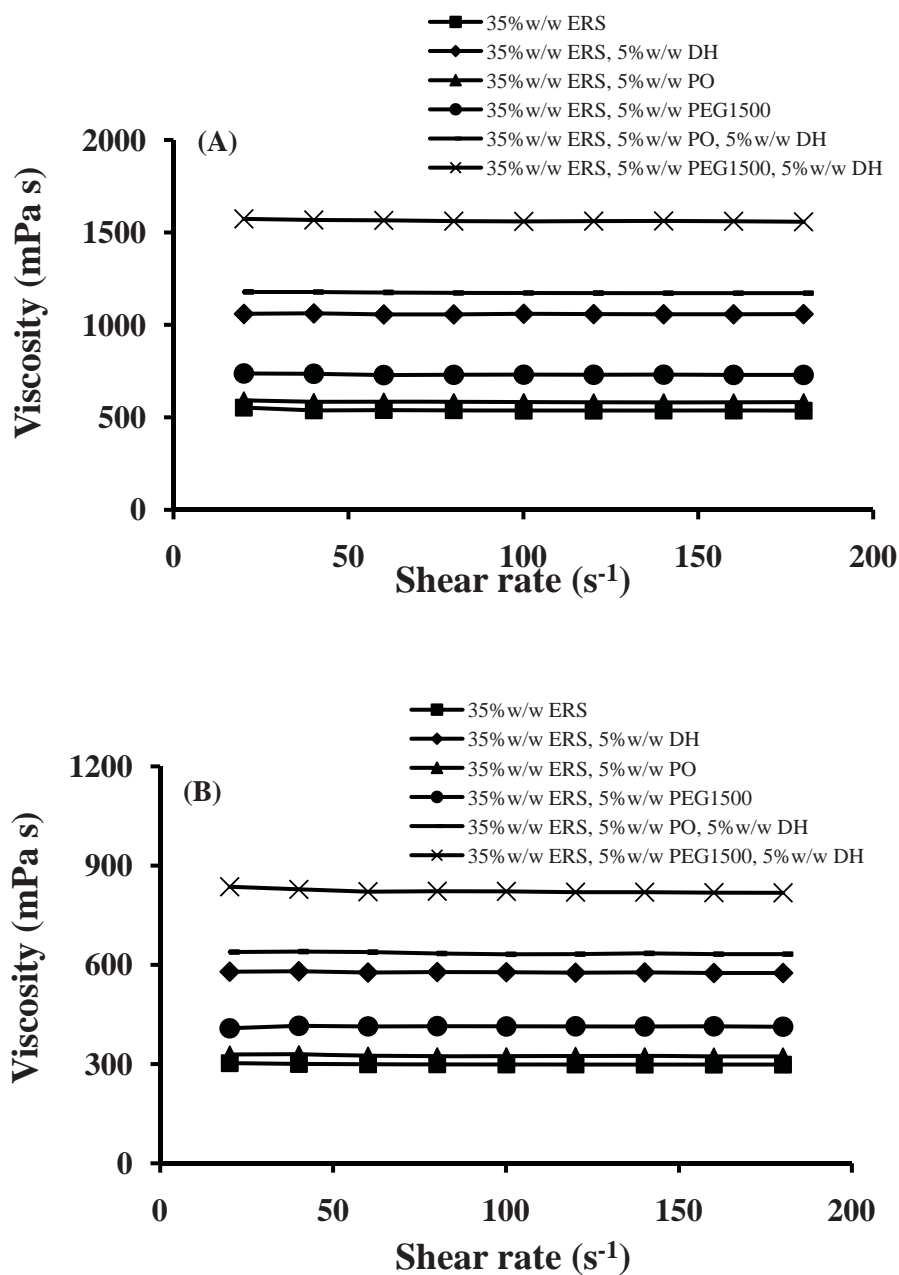 35%w/w ERS
35%w/w ERS, 5%w/w DH
35%w/w ERS, 5%w/w PO
35%w/w ERS, 5%w/w PEG1500
35%w/w ERS, 5%w/w PO, 5%w/w DH
35%w/w ERS, 5%w/w PEG1500, 5%w/w DH
(A)
Viscosity (mPa s)
2000
1500
1000
500
0
0 50 100 150 200
Shear rate (s-1)
35%w/w ERS
35%w/w ERS, 5%w/w DH
35%w/w ERS, 5%w/w PO
35%w/w ERS, 5%w/w PEG1500
35%w/w ERS, 5%w/w PO, 5%w/w DH
35%w/w ERS, 5%w/w PEG1500, 5%w/w DH
(B)
Viscosity (mPa s)
1200
900
600
300
0
0 50 100 150 200
Shear rate (s-1)